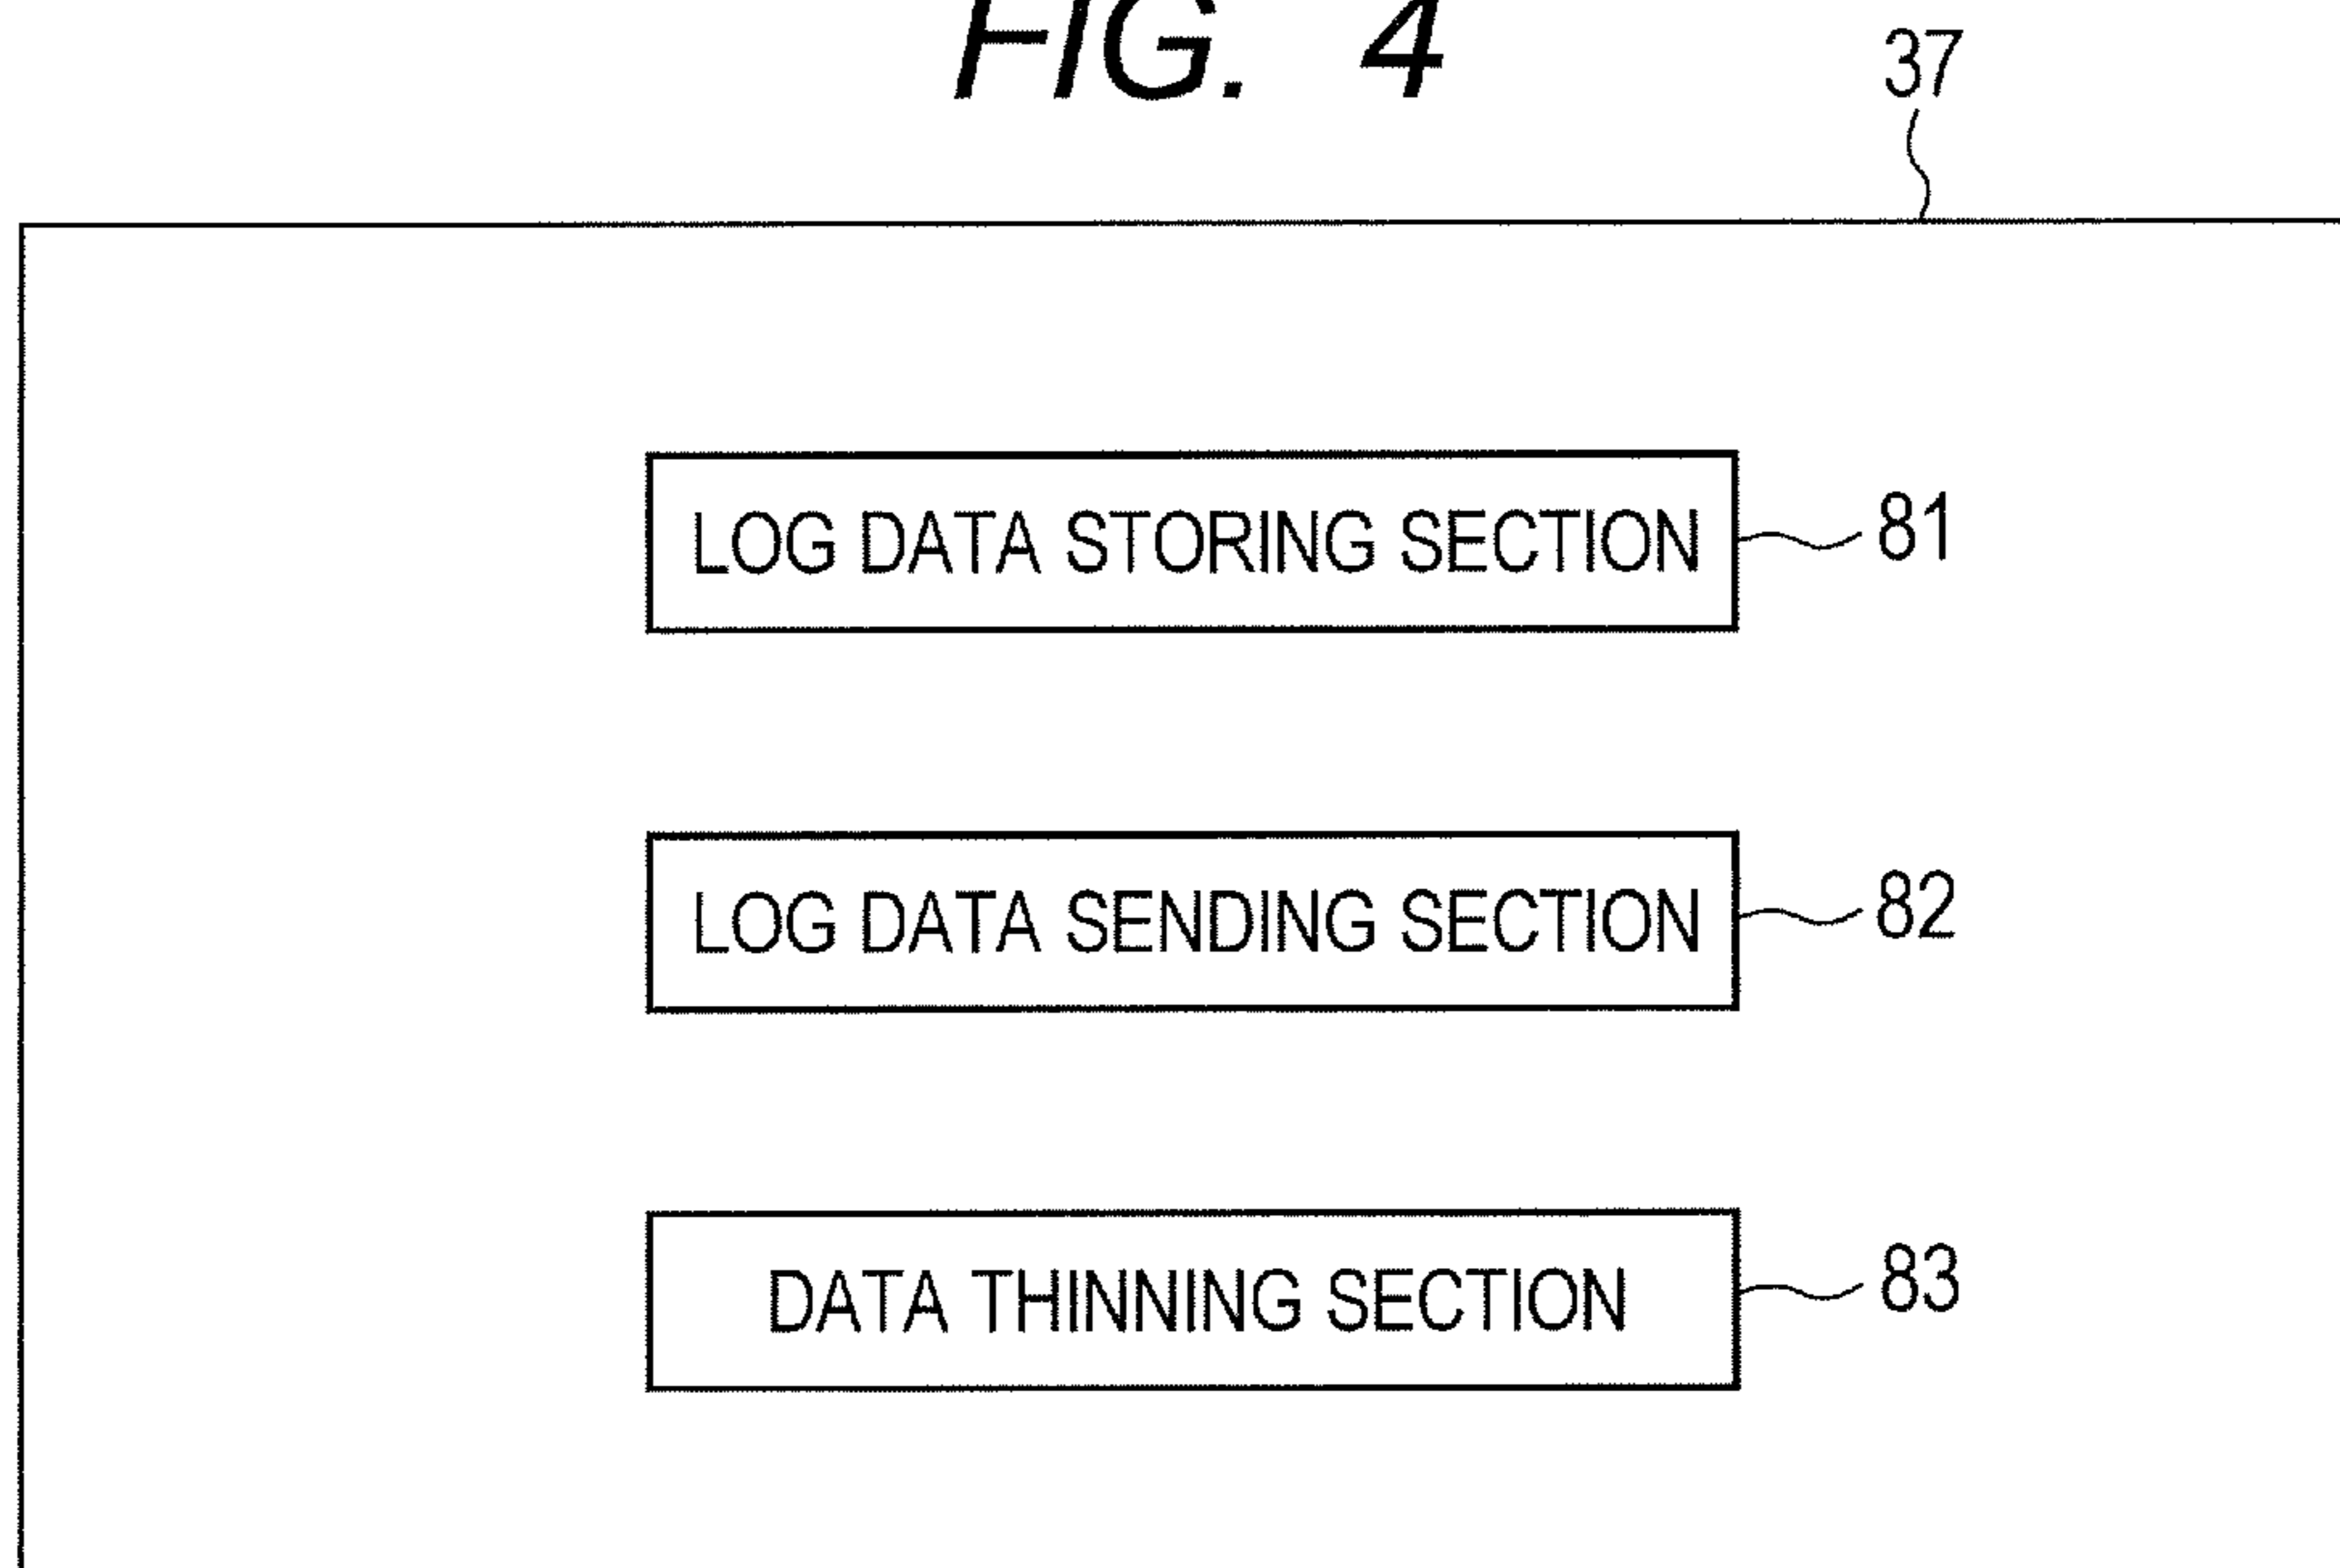 FIG. 4
37
LOG DATA STORING SECTION 81
LOG DATA SENDING SECTION 82
DATA THINNING SECTION 83